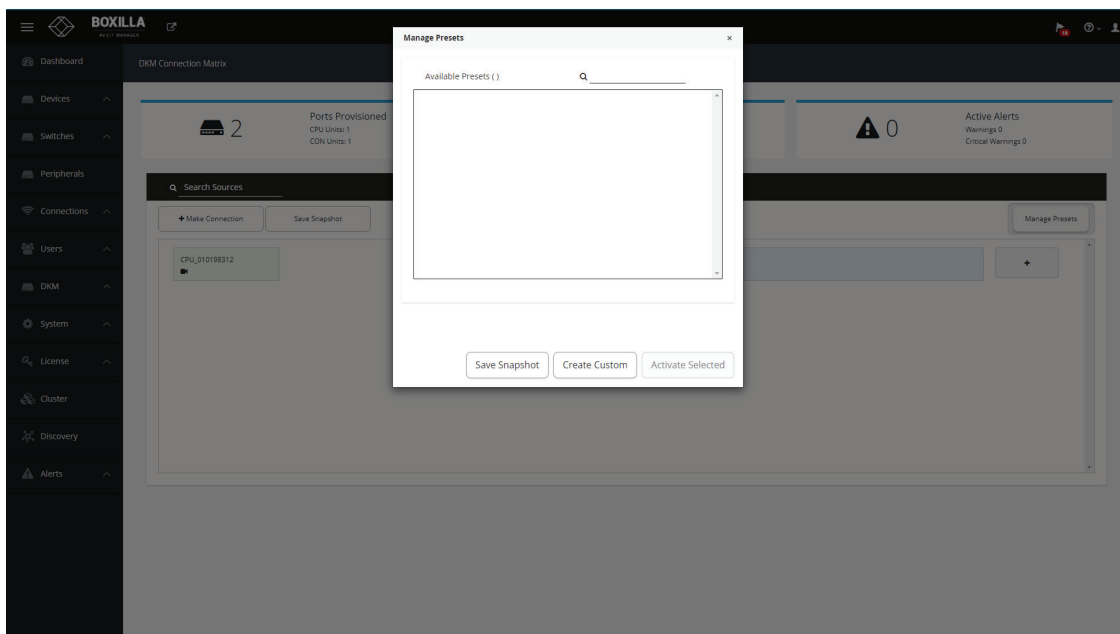 BOXILLA
Dashboard
DKM Connection Matrix
Devices
Switches
Peripherals
Connections
Users
DKM
System
License
Cluster
Discovery
Alerts
2
Ports Provisioned
CPU Units: 1
CON Units: 1
0
Active Alerts
Warnings 0
Critical Warnings 0
Search Sources
+ Make Connection
Save Snapshot
Manage Presets
CPU_010198312
+
Manage Presets
×
Available Presets ( )
Save Snapshot
Create Custom
Activate Selected